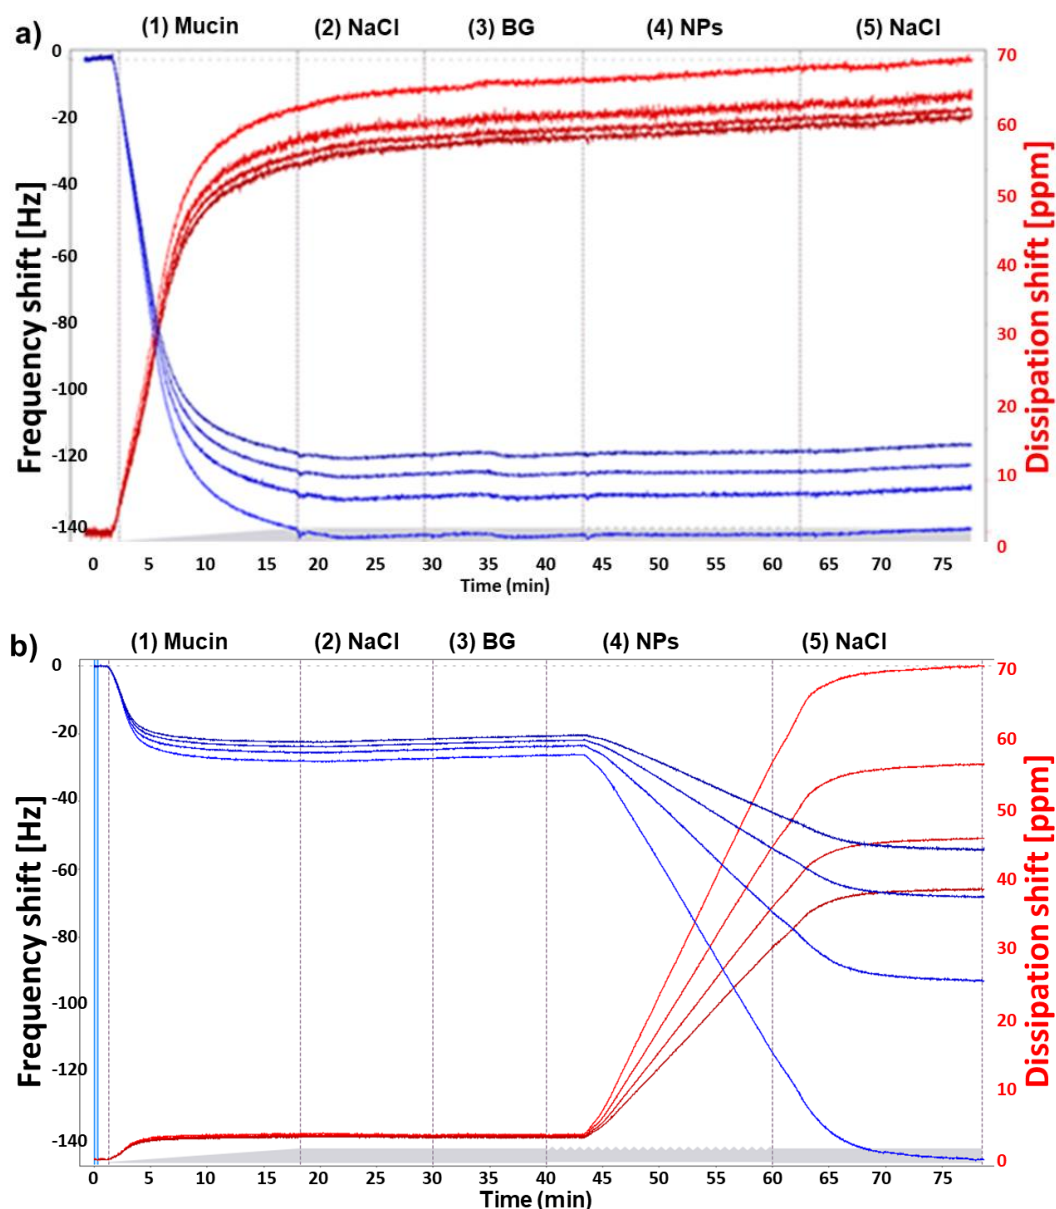 a)
(1) Mucin (2) NaCl (3) BG (4) NPs (5) NaCl
Frequency shift [Hz]
0
-20
-40
-60
-80
-100
-120
-140
70
60
50
40
30
20
10
0
Dissipation shift [ppm]
0 5 10 15 20 25 30 35 40 45 50 55 60 65 70 75
Time (min)
b)
(1) Mucin (2) NaCl (3) BG (4) NPs (5) NaCl
Frequency shift [Hz]
0
-20
-40
-60
-80
-100
-120
-140
70
60
50
40
30
20
10
0
Dissipation shift [ppm]
0 5 10 15 20 25 30 35 40 45 50 55 60 65 70 75
Time (min)